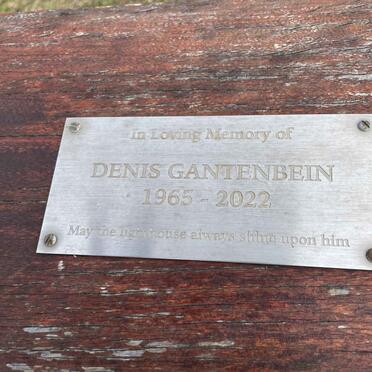 In Loving Memory of
DENIS GANTENBEIN
1965 - 2022
May the lighthouse always shine upon him